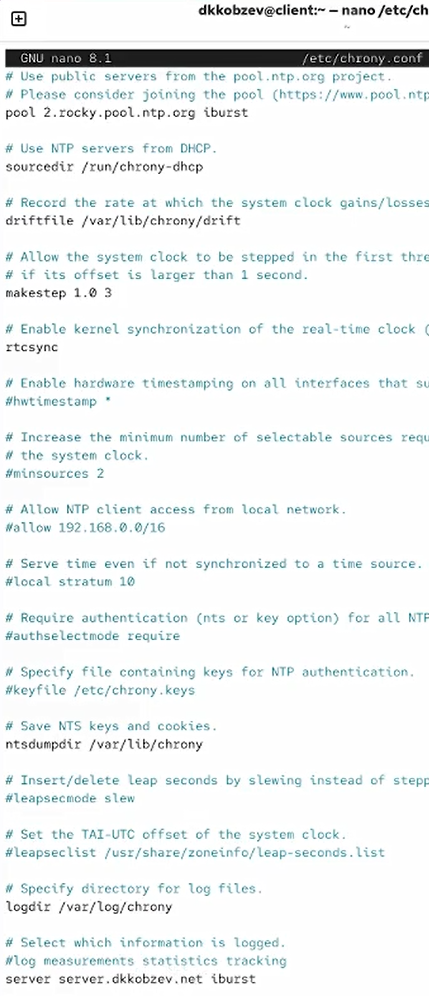 dkkobzev@client:~ — nano /etc/ch
GNU nano 8.1 /etc/chrony.conf
# Use public servers from the pool.ntp.org project.
# Please consider joining the pool (https://www.pool.ntp
pool 2.rocky.pool.ntp.org iburst
# Use NTP servers from DHCP.
sourcedir /run/chrony-dhcp
# Record the rate at which the system clock gains/losses
driftfile /var/lib/chrony/drift
# Allow the system clock to be stepped in the first thre
# if its offset is larger than 1 second.
makestep 1.0 3
# Enable kernel synchronization of the real-time clock (
rtcsync
# Enable hardware timestamping on all interfaces that su
#hwtimestamp *
# Increase the minimum number of selectable sources requ
# the system clock.
#minsources 2
# Allow NTP client access from local network.
#allow 192.168.0.0/16
# Serve time even if not synchronized to a time source.
#local stratum 10
# Require authentication (nts or key option) for all NTP
#authselectmode require
# Specify file containing keys for NTP authentication.
#keyfile /etc/chrony.keys
# Save NTS keys and cookies.
ntsdumpdir /var/lib/chrony
# Insert/delete leap seconds by slewing instead of stepp
#leapsecmode slew
# Set the TAI-UTC offset of the system clock.
#leapseclist /usr/share/zoneinfo/leap-seconds.list
# Specify directory for log files.
logdir /var/log/chrony
# Select which information is logged.
#log measurements statistics tracking
server server.dkkobzev.net iburst